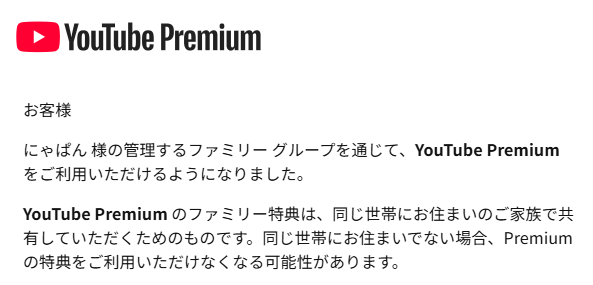 YouTube Premium
お客様
にゃぱん 様の管理するファミリー グループを通じて、YouTube Premium
をご利用いただけるようになりました。
YouTube Premium のファミリー特典は、同じ世帯にお住まいのご家族で共
有していただくためのものです。同じ世帯にお住まいでない場合、Premium
の特典をご利用いただけなくなる可能性があります。